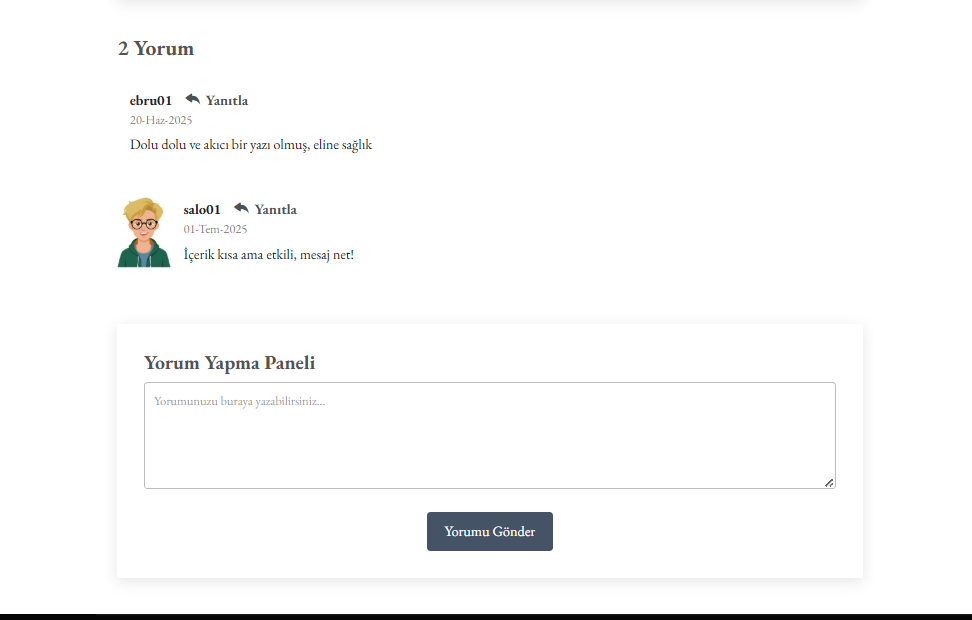 2 Yorum
ebru01 Yanıtla
20-Haz-2025
Dolu dolu ve akıcı bir yazı olmuş, eline sağlık
salo01 Yanıtla
01-Tem-2025
İçerik kısa ama etkili, mesaj net!
Yorum Yapma Paneli
Yorumunuzu buraya yazabilirsiniz...
Yorumu Gönder